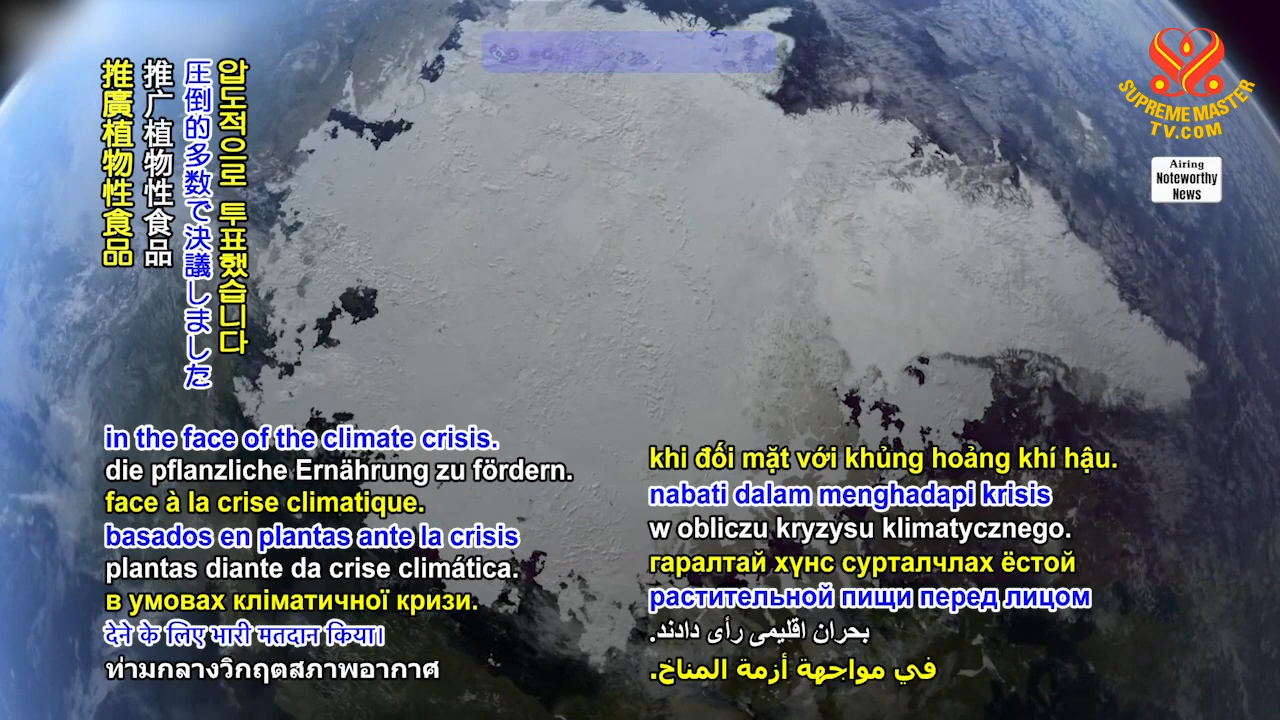 推廣植物性食品
推广植物性食品
圧倒的多数で決議しました
압도적으로 투표했습니다
SUPREME MASTER
TV.COM
Airing
Noteworthy
News
in the face of the climate crisis.
die pflanzliche Ernährung zu fördern.
face à la crise climatique.
basados en plantas ante la crisis
plantas diante da crise climática.
в умовах кліматичної кризи.
देने के लिए भारी मतदान किया।
ท่ามกลางวิกฤตสภาพอากาศ
khi đối mặt với khủng hoảng khí hậu.
nabati dalam menghadapi krisis
w obliczu kryzysu klimatycznego.
гаралтай хүнс сурталчлах ёстой
растительной пищи перед лицом
بحران اقلیمی رأی دادند.
في مواجهة أزمة المناخ.